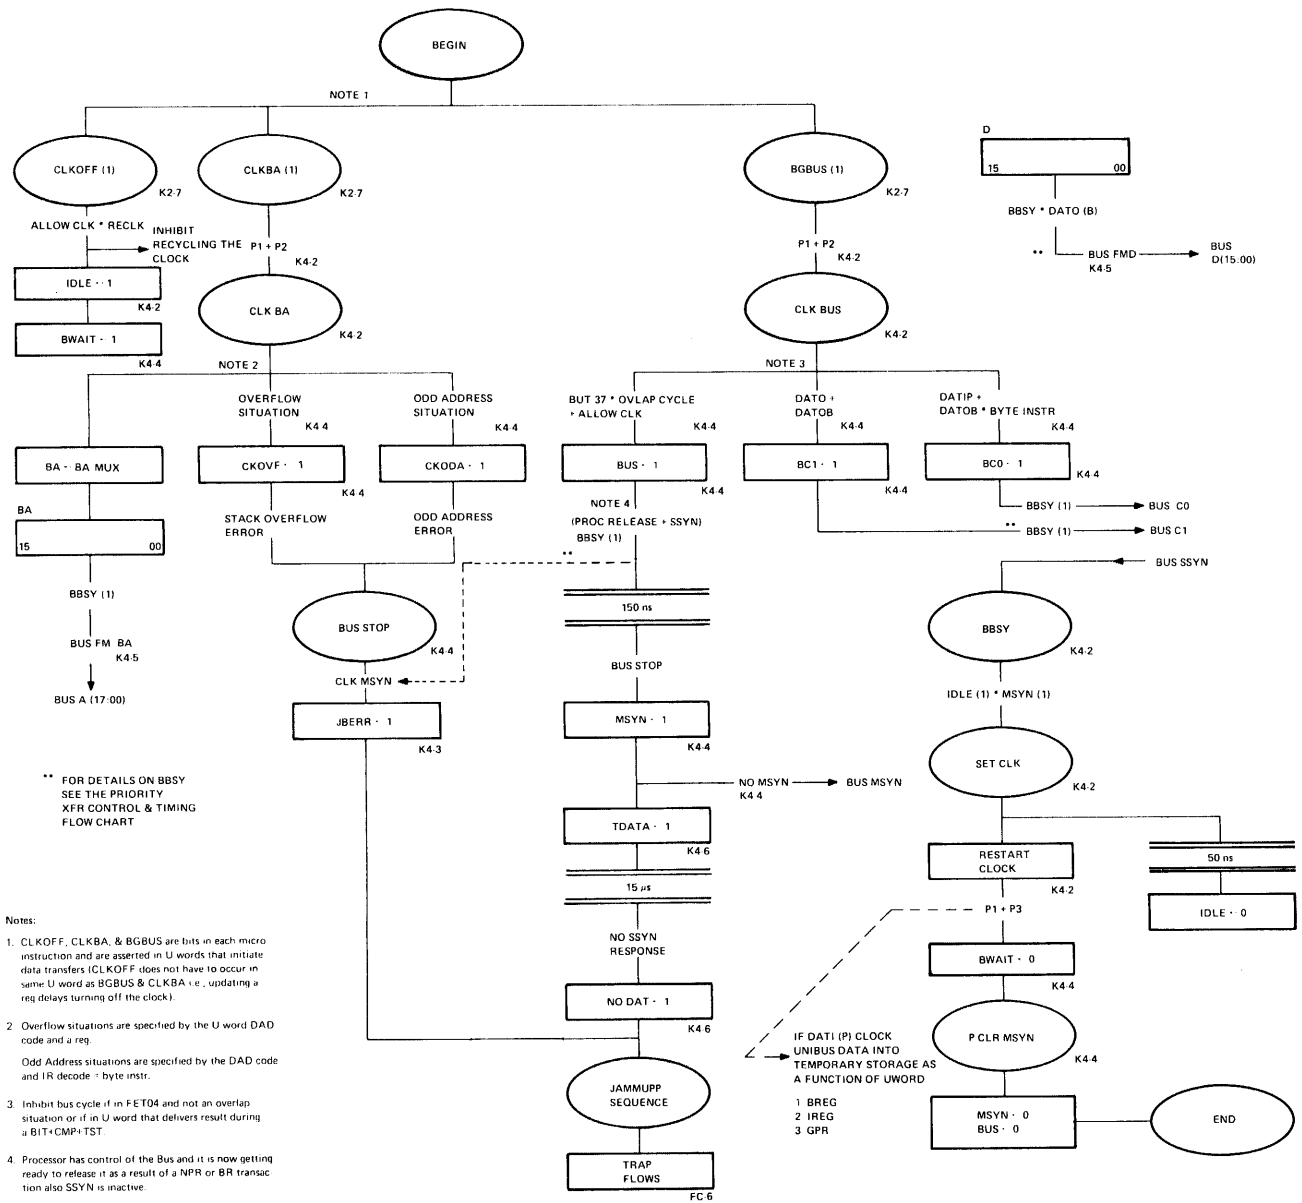 BEGIN
NOTE 1
CLKOFF (1)
K2-7
CLKBA (1)
K2-7
BGBUS (1)
K2-7
D
15 00
ALLOW CLK * RECLK
INHIBIT
RECYCLING THE
CLOCK
P1 + P2
K4-2
P1 + P2
K4-2
BBSY * DATO (B)
** BUS FMD
K4-5
BUS
D(15:00)
IDLE - 1
K4-2
CLK BA
K4-2
CLK BUS
K4-2
BWAIT - 1
K4-4
NOTE 2
NOTE 3
OVERFLOW
SITUATION
K4-4
ODD ADDRESS
SITUATION
K4-4
BUT 37 * OVLAP CYCLE
+ ALLOW CLK
K4-4
DATO +
DATOB
K4-4
DATIP +
DATOB * BYTE INSTR
K4-4
BA - BA MUX
CKOVF - 1
K4-4
CKODA - 1
K4-4
BUS - 1
K4-4
BC1 - 1
K4-4
BC0 - 1
K4-4
BA
15 00
STACK OVERFLOW
ERROR
ODD ADDRESS
ERROR
NOTE 4
(PROC RELEASE + SSYN)
BBSY (1)
**
BBSY (1) BUS C0
** BBSY (1) BUS C1
BUS SSYN
BBSY (1)
BUS FM BA
K4-5
BUS A (17:00)
BUS STOP
K4-4
150 ns
BBSY
K4-2
CLK MSYN
BUS STOP
IDLE (1) * MSYN (1)
JBERR - 1
K4-3
MSYN - 1
K4-4
SET CLK
K4-2
NO MSYN
K4-4
BUS MSYN
** FOR DETAILS ON BBSY
SEE THE PRIORITY
XFR CONTROL & TIMING
FLOW CHART
TDATA - 1
K4-6
RESTART
CLOCK
K4-2
50 ns
15 µs
IDLE - 0
P1 + P3
NO SSYN
RESPONSE
BWAIT - 0
K4-4
NO DAT - 1
K4-6
P CLR MSYN
K4-4
IF DATI (P) CLOCK
UNIBUS DATA INTO
TEMPORARY STORAGE AS
A FUNCTION OF UWORD
1 BREG
2 IREG
3 GPR
JAMMUPP
SEQUENCE
MSYN - 0
BUS - 0
END
TRAP
FLOWS
FC-6
Notes:
1. CLKOFF, CLKBA, & BGBUS are bits in each micro
instruction and are asserted in U words that initiate
data transfers (CLKOFF does not have to occur in
same U word as BGBUS & CLKBA i.e., updating a
reg delays turning off the clock).
2 Overflow situations are specified by the U word DAD
code and a reg.
Odd Address situations are specified by the DAD code
and IR decode = byte instr.
3. Inhibit bus cycle if in FET04 and not an overlap
situation or if in U word that delivers result during
a BIT+CMP+TST.
4. Processor has control of the Bus and it is now getting
ready to release it as a result of a NPR or BR transac
tion also SSYN is inactive.